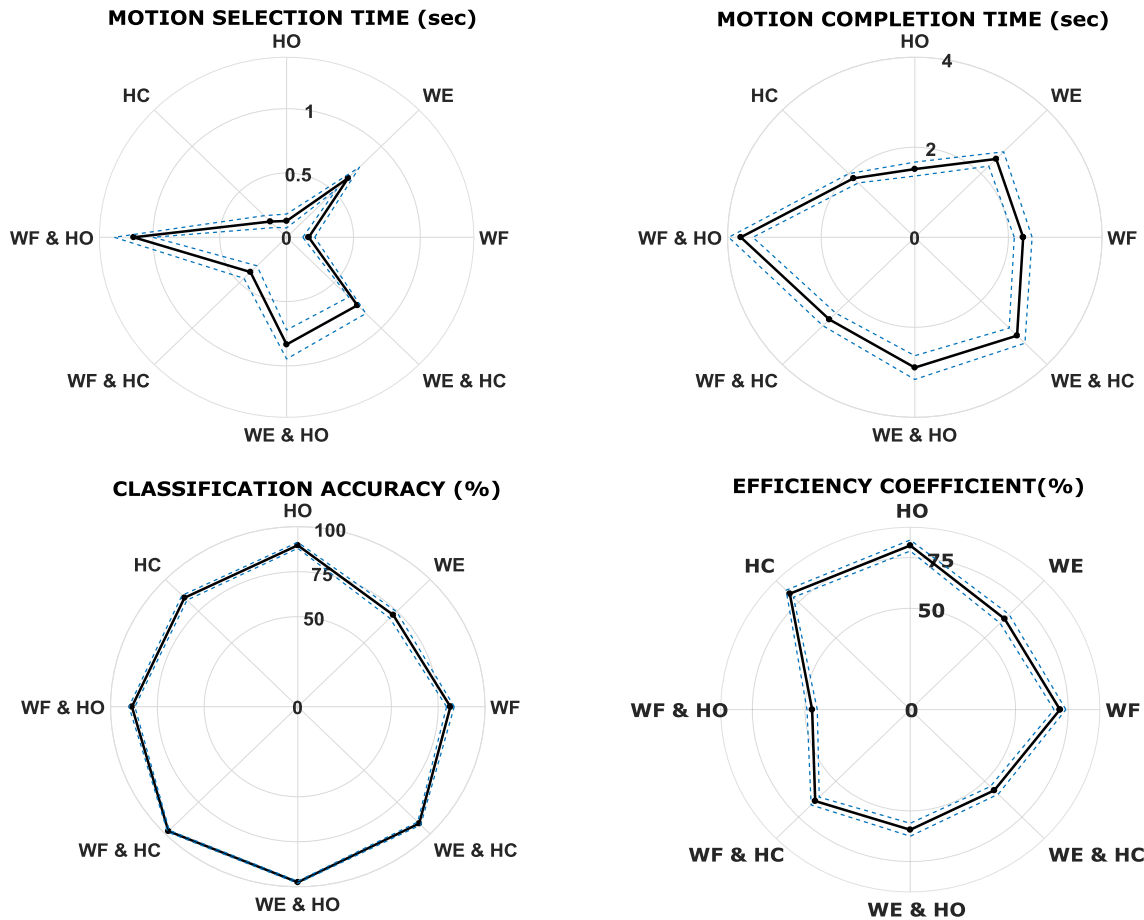 MOTION SELECTION TIME (sec)
HO
1
0.5
0
HC
WE
WF & HO
WF
WF & HC
WE & HC
WE & HO
MOTION COMPLETION TIME (sec)
HO
4
2
0
HC
WE
WF & HO
WF
WF & HC
WE & HC
WE & HO
CLASSIFICATION ACCURACY (%)
HO
100
75
50
0
HC
WE
WF & HO
WF
WF & HC
WE & HC
WE & HO
EFFICIENCY COEFFICIENT(%)
HO
75
50
0
HC
WE
WF & HO
WF
WF & HC
WE & HC
WE & HO